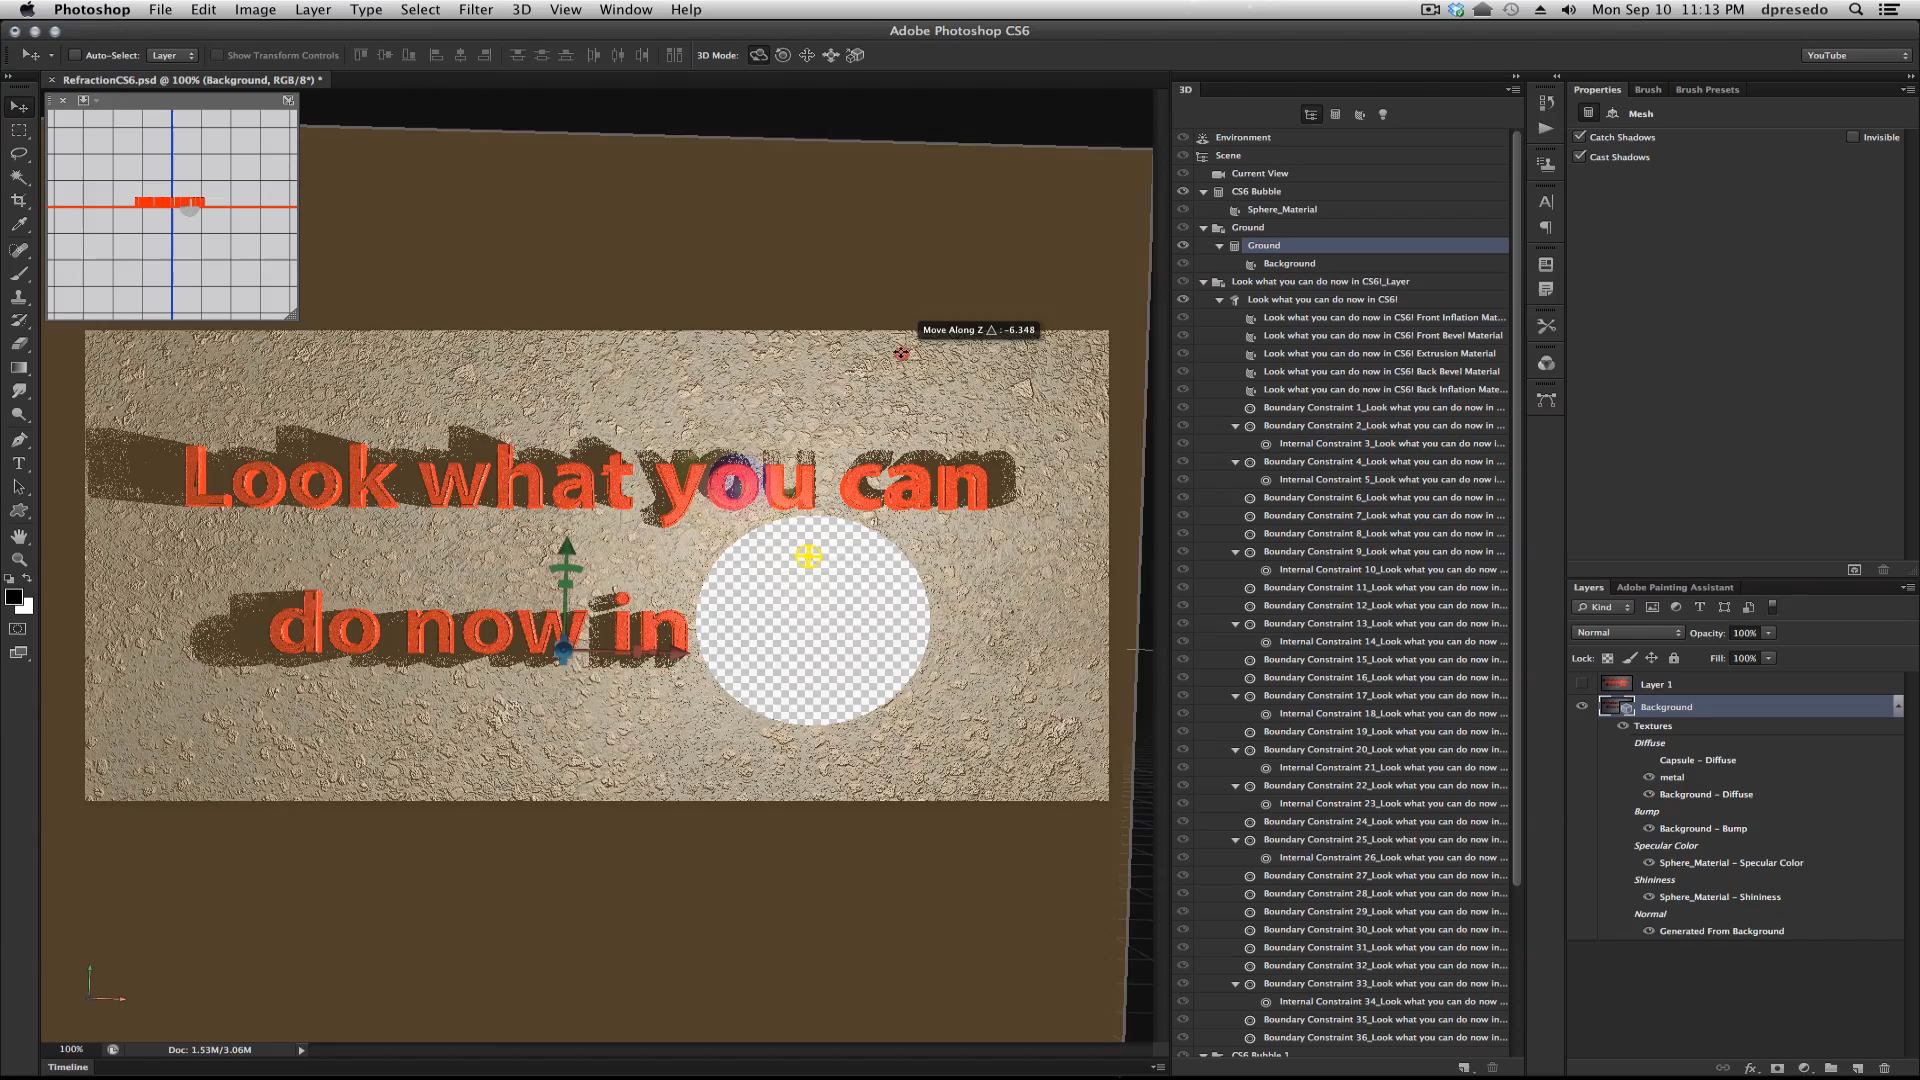 Photoshop File Edit Image Layer Type Select Filter 3D View Window Help
Mon Sep 10 11:13 PM dpresedo
Adobe Photoshop CS6
Auto-Select: Layer Show Transform Controls 3D Mode: YouTube
RefractionCS6.psd @ 100% (Background, RGB/8*) *
3D
Environment
Scene
Current View
CS6 Bubble
Sphere_Material
Ground
Ground
Background
Look what you can do now in CS6!_Layer
Look what you can do now in CS6!
Look what you can do now in CS6! Front Inflation Mat...
Look what you can do now in CS6! Front Bevel Material
Look what you can do now in CS6! Extrusion Material
Look what you can do now in CS6! Back Bevel Material
Look what you can do now in CS6! Back Inflation Mate...
Boundary Constraint 1_Look what you can do now in ...
Boundary Constraint 2_Look what you can do now in ...
Internal Constraint 3_Look what you can do now i...
Boundary Constraint 4_Look what you can do now in ...
Internal Constraint 5_Look what you can do now i...
Boundary Constraint 6_Look what you can do now in ...
Boundary Constraint 7_Look what you can do now in ...
Boundary Constraint 8_Look what you can do now in ...
Boundary Constraint 9_Look what you can do now in ...
Internal Constraint 10_Look what you can do now ...
Boundary Constraint 11_Look what you can do now in...
Boundary Constraint 12_Look what you can do now in...
Boundary Constraint 13_Look what you can do now in...
Internal Constraint 14_Look what you can do now ...
Boundary Constraint 15_Look what you can do now in...
Boundary Constraint 16_Look what you can do now in...
Boundary Constraint 17_Look what you can do now in...
Internal Constraint 18_Look what you can do now ...
Boundary Constraint 19_Look what you can do now in...
Boundary Constraint 20_Look what you can do now in...
Internal Constraint 21_Look what you can do now ...
Boundary Constraint 22_Look what you can do now in...
Internal Constraint 23_Look what you can do now ...
Boundary Constraint 24_Look what you can do now in...
Boundary Constraint 25_Look what you can do now in...
Internal Constraint 26_Look what you can do now ...
Boundary Constraint 27_Look what you can do now in...
Boundary Constraint 28_Look what you can do now in...
Boundary Constraint 29_Look what you can do now in...
Boundary Constraint 30_Look what you can do now in...
Boundary Constraint 31_Look what you can do now in...
Boundary Constraint 32_Look what you can do now in...
Boundary Constraint 33_Look what you can do now in...
Internal Constraint 34_Look what you can do now ...
Boundary Constraint 35_Look what you can do now in...
Boundary Constraint 36_Look what you can do now in...
CS6 Bubble 1
Move Along Z △ : -6.348
Look what you can
do now in
Properties Brush Brush Presets
Mesh
Catch Shadows Invisible
Cast Shadows
Layers Adobe Painting Assistant
Kind
Normal Opacity: 100%
Lock: Fill: 100%
Layer 1
Background
Textures
Diffuse
Capsule - Diffuse
metal
Background - Diffuse
Bump
Background - Bump
Specular Color
Sphere_Material - Specular Color
Shininess
Sphere_Material - Shininess
Normal
Generated From Background
100% Doc: 1.53M/3.06M
Timeline